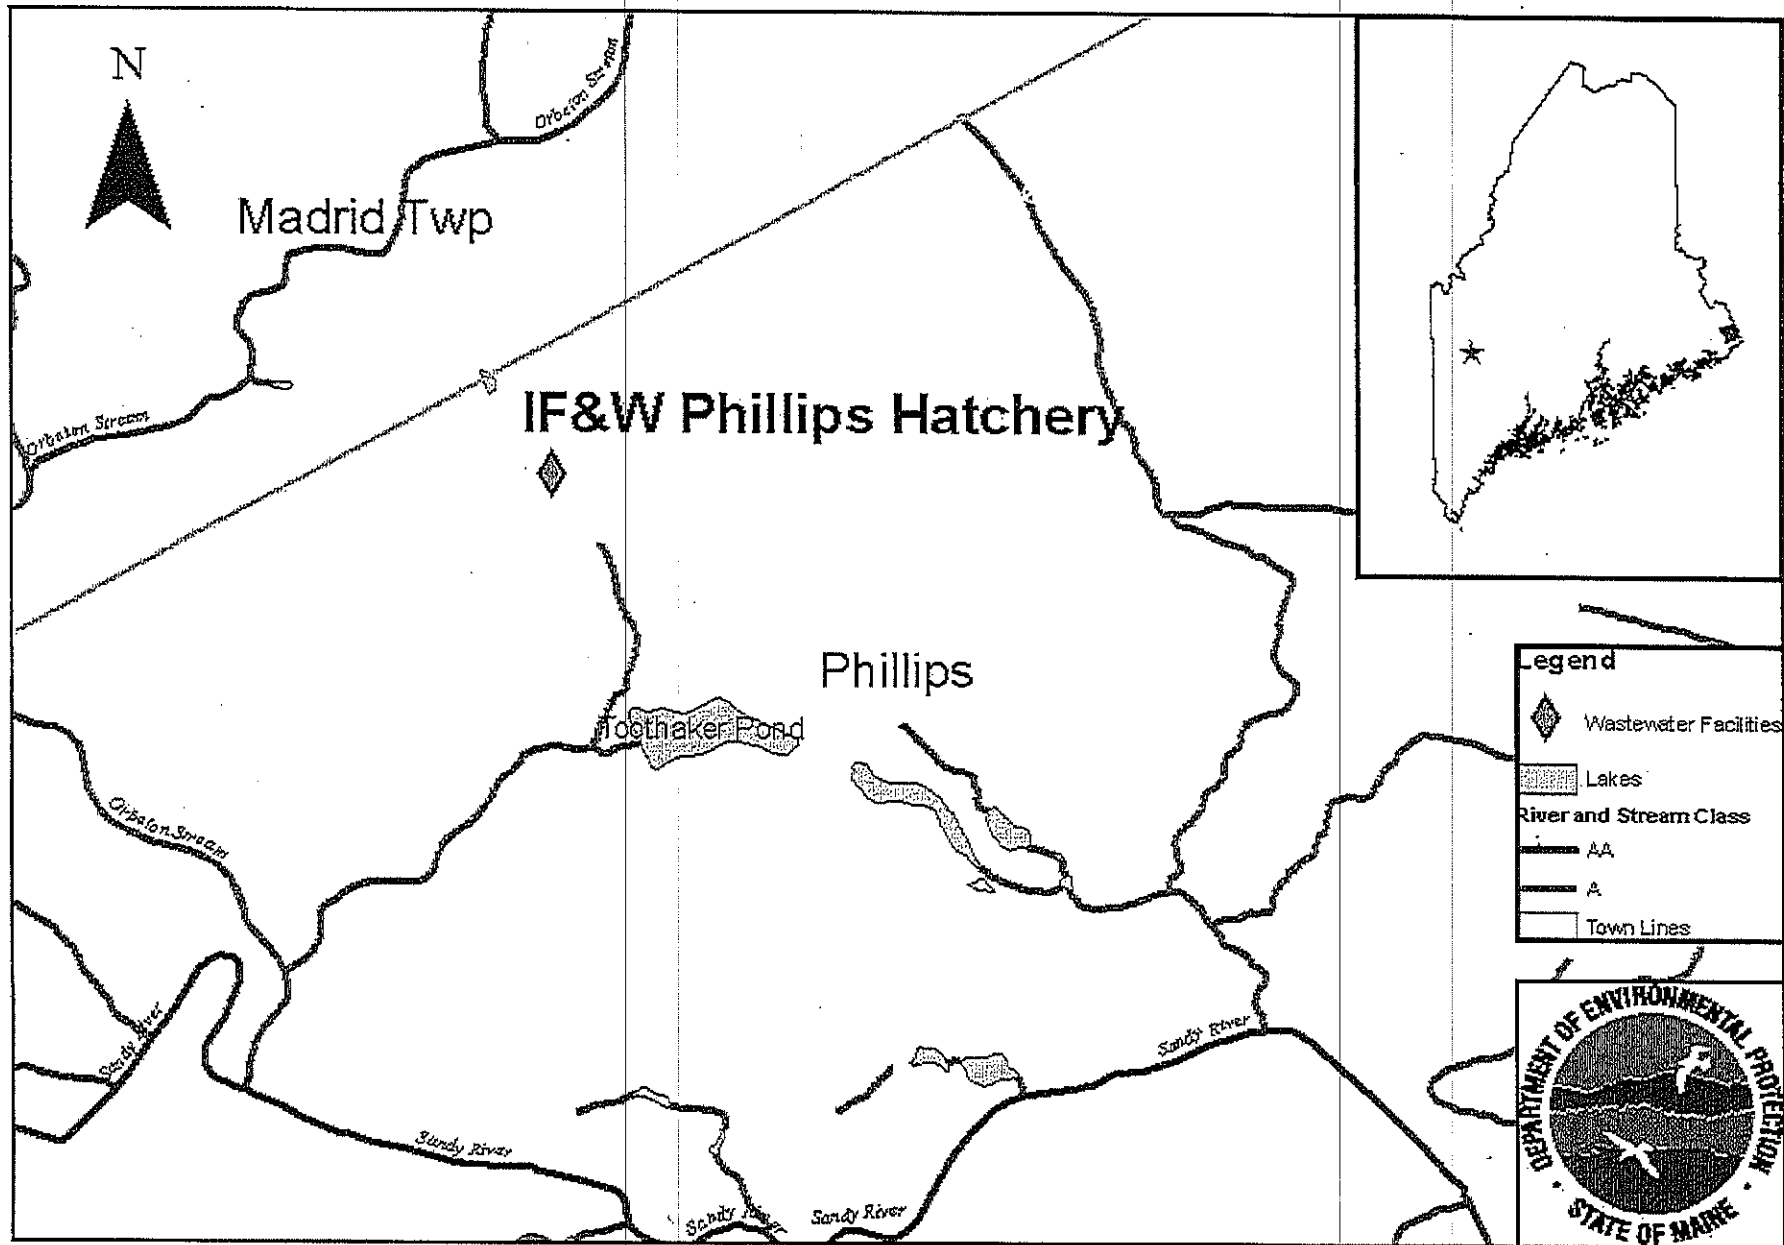 N
Orbeton Stream
Madrid Twp
IF&W Phillips Hatchery
Orbeton Stream
Phillips
Toothaker Pond
Orbeton Stream
Sandy River
Sandy River
Sandy River
Sandy River
Sandy River
Legend
Wastewater Facilities
Lakes
River and Stream Class
AA
A
Town Lines
DEPARTMENT OF ENVIRONMENTAL PROTECTION
STATE OF MAINE